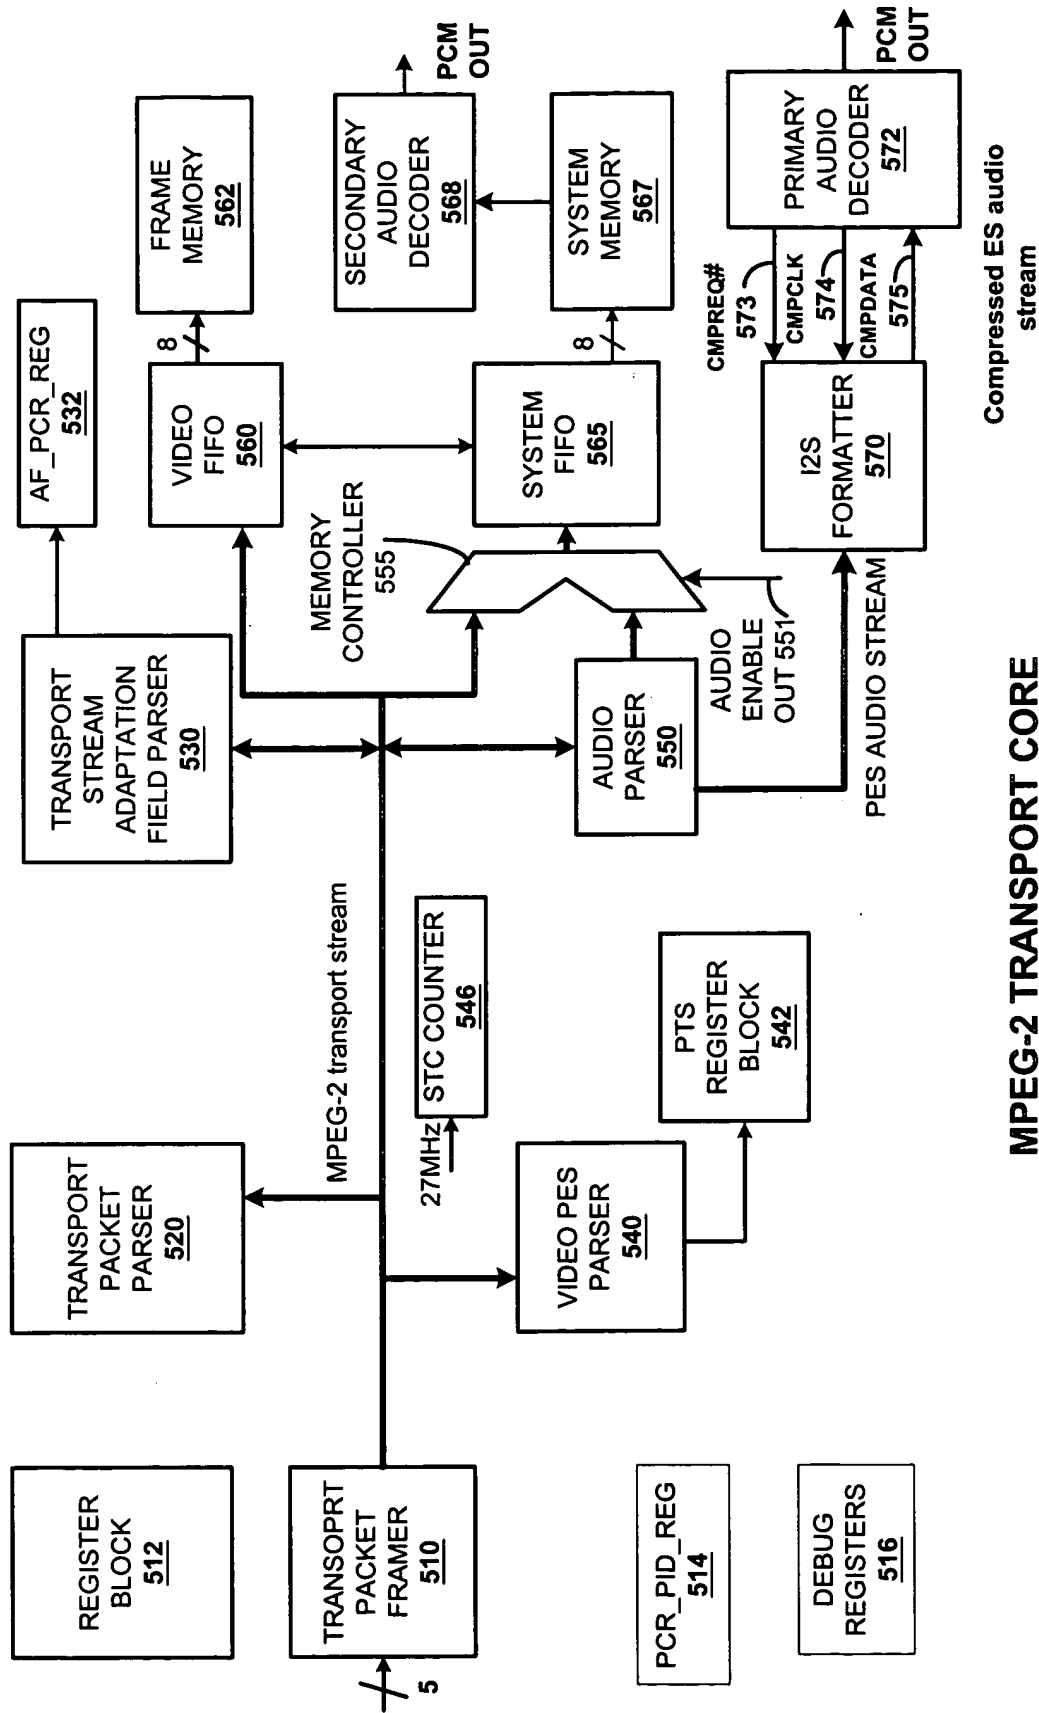 REGISTER
BLOCK
512
TRANSPORT
PACKET
PARSER
520
TRANSPORT
STREAM
ADAPTATION
FIELD PARSER
530
AF_PCR_REG
532
TRANSOPRT
PACKET
FRAMER
510
5
MPEG-2 transport stream
VIDEO
FIFO
560
8
FRAME
MEMORY
562
27MHz
STC COUNTER
546
MEMORY
CONTROLLER
555
SYSTEM
FIFO
565
8
SECONDARY
AUDIO
DECODER
568
PCM
OUT
SYSTEM
MEMORY
567
VIDEO PES
PARSER
540
PTS
REGISTER
BLOCK
542
AUDIO
PARSER
550
AUDIO
ENABLE
OUT 551
PCR_PID_REG
514
DEBUG
REGISTERS
516
PES AUDIO STREAM
I2S
FORMATTER
570
CMPREQ#
573
CMPCLK
574
CMPDATA
575
PRIMARY
AUDIO
DECODER
572
PCM
OUT
Compressed ES audio
stream
MPEG-2 TRANSPORT CORE